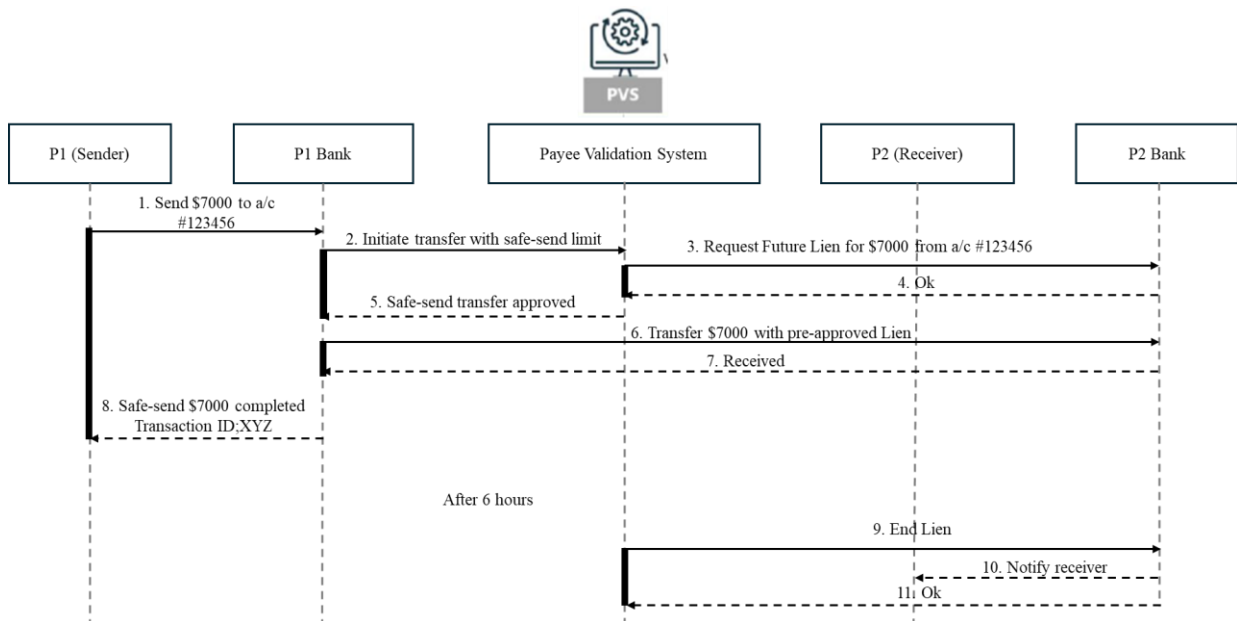 PVS
P1 (Sender)
P1 Bank
Payee Validation System
P2 (Receiver)
P2 Bank
1. Send $7000 to a/c
#123456
2. Initiate transfer with safe-send limit
3. Request Future Lien for $7000 from a/c #123456
4. Ok
5. Safe-send transfer approved
6. Transfer $7000 with pre-approved Lien
7. Received
8. Safe-send $7000 completed
Transaction ID;XYZ
After 6 hours
9. End Lien
10. Notify receiver
11. Ok